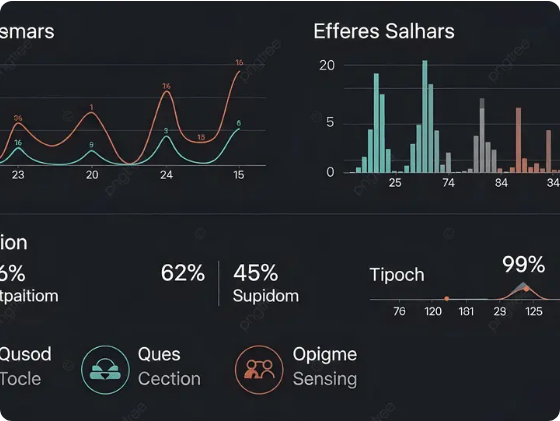 smars
16
16
1
36
16
9
3
15
6
23 20 24 15
Efferes Salhars
20
5
0
25 74 84 34
ion
6%
tpaitiom
62%
45%
Supidom
Tipoch
99%
76 120 181 29 125
Qusod
Tocle
Ques
Cection
Opigme
Sensing
pngtree